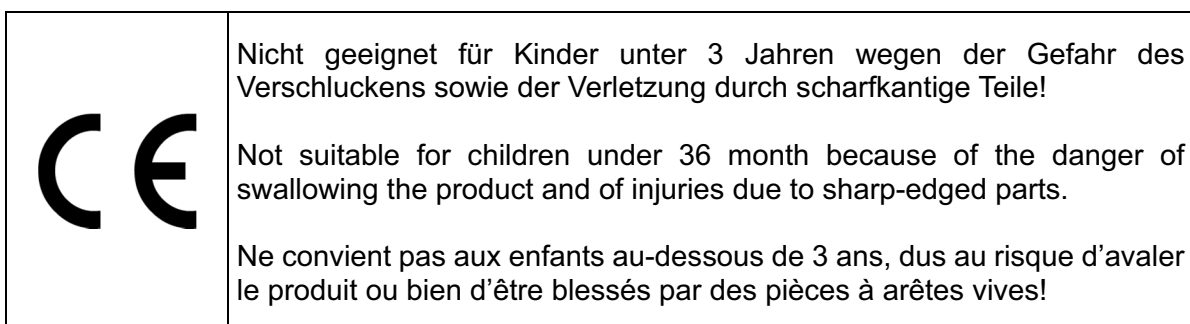 CE
Nicht geeignet für Kinder unter 3 Jahren wegen der Gefahr des
Verschluckens sowie der Verletzung durch scharfkantige Teile!
Not suitable for children under 36 month because of the danger of
swallowing the product and of injuries due to sharp-edged parts.
Ne convient pas aux enfants au-dessous de 3 ans, dus au risque d’avaler
le produit ou bien d’être blessés par des pièces à arêtes vives!